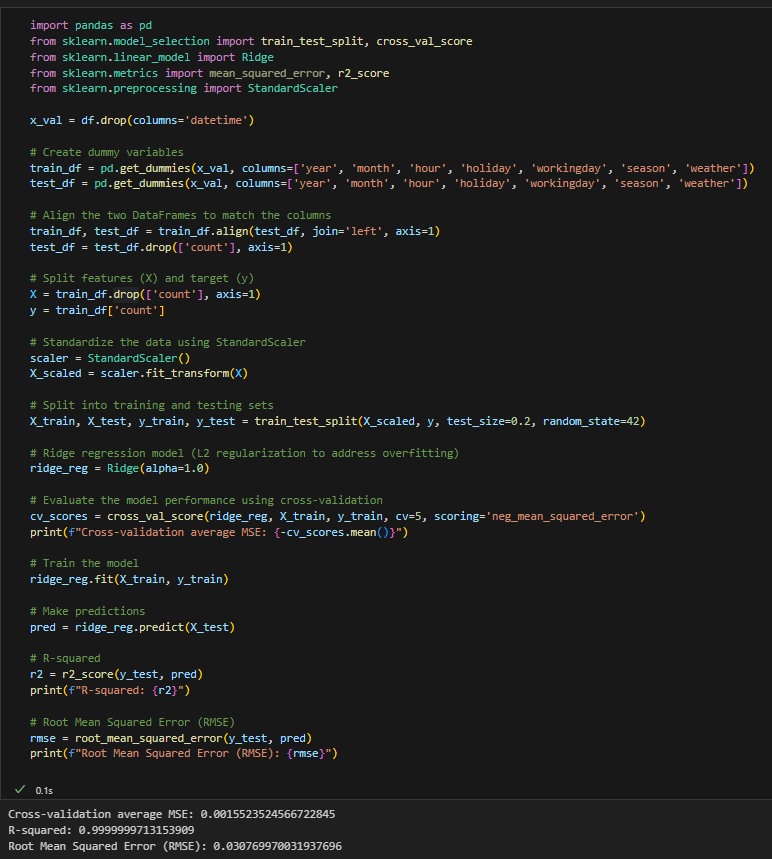 import pandas as pd
from sklearn.model_selection import train_test_split, cross_val_score
from sklearn.linear_model import Ridge
from sklearn.metrics import mean_squared_error, r2_score
from sklearn.preprocessing import StandardScaler
x_val = df.drop(columns='datetime')
# Create dummy variables
train_df = pd.get_dummies(x_val, columns=['year', 'month', 'hour', 'holiday', 'workingday', 'season', 'weather'])
test_df = pd.get_dummies(x_val, columns=['year', 'month', 'hour', 'holiday', 'workingday', 'season', 'weather'])
# Align the two DataFrames to match the columns
train_df, test_df = train_df.align(test_df, join='left', axis=1)
test_df = test_df.drop(['count'], axis=1)
# Split features (X) and target (y)
X = train_df.drop(['count'], axis=1)
y = train_df['count']
# Standardize the data using StandardScaler
scaler = StandardScaler()
X_scaled = scaler.fit_transform(X)
# Split into training and testing sets
X_train, X_test, y_train, y_test = train_test_split(X_scaled, y, test_size=0.2, random_state=42)
# Ridge regression model (L2 regularization to address overfitting)
ridge_reg = Ridge(alpha=1.0)
# Evaluate the model performance using cross-validation
cv_scores = cross_val_score(ridge_reg, X_train, y_train, cv=5, scoring='neg_mean_squared_error')
print(f"Cross-validation average MSE: {-cv_scores.mean()}")
# Train the model
ridge_reg.fit(X_train, y_train)
# Make predictions
pred = ridge_reg.predict(X_test)
# R-squared
r2 = r2_score(y_test, pred)
print(f"R-squared: {r2}")
# Root Mean Squared Error (RMSE)
rmse = root_mean_squared_error(y_test, pred)
print(f"Root Mean Squared Error (RMSE): {rmse}")
0.1s
Cross-validation average MSE: 0.0015523524566722845
R-squared: 0.9999999713153909
Root Mean Squared Error (RMSE): 0.030769970031937696